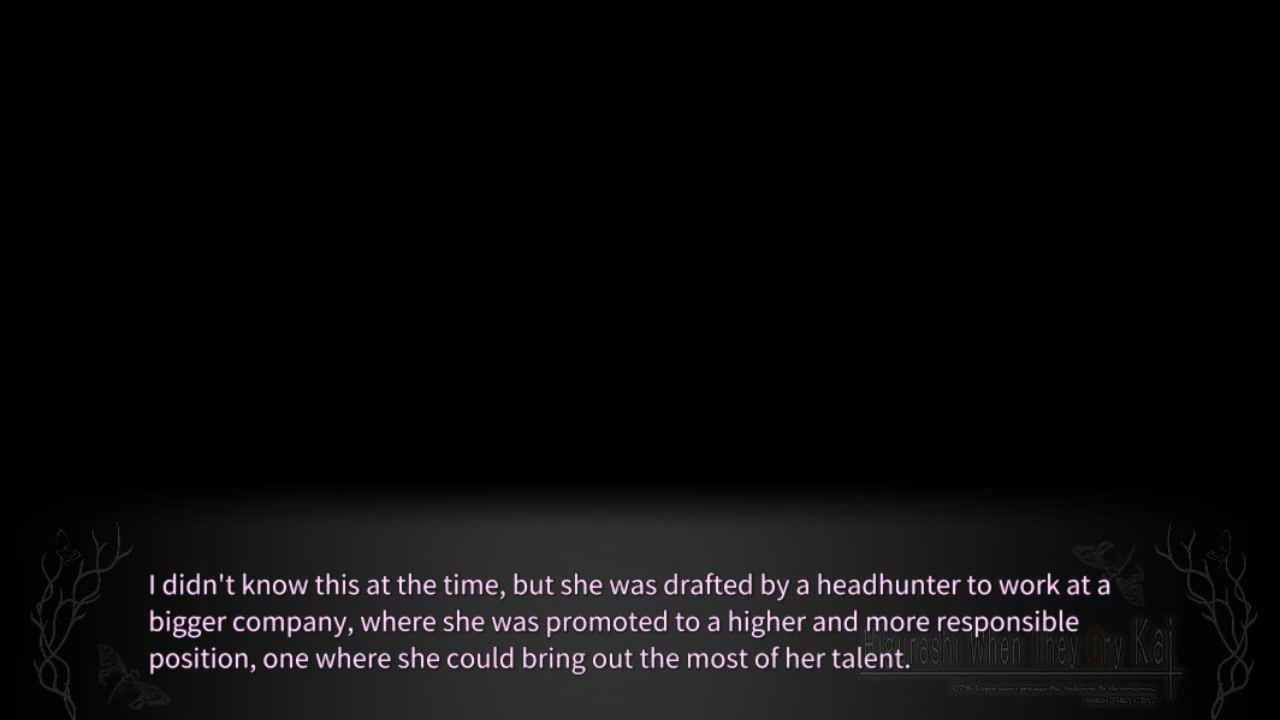 I didn't know this at the time, but she was drafted by a headhunter to work at a
bigger company, where she was promoted to a higher and more responsible
position, one where she could bring out the most of her talent.
Higurashi When They Cry Kai